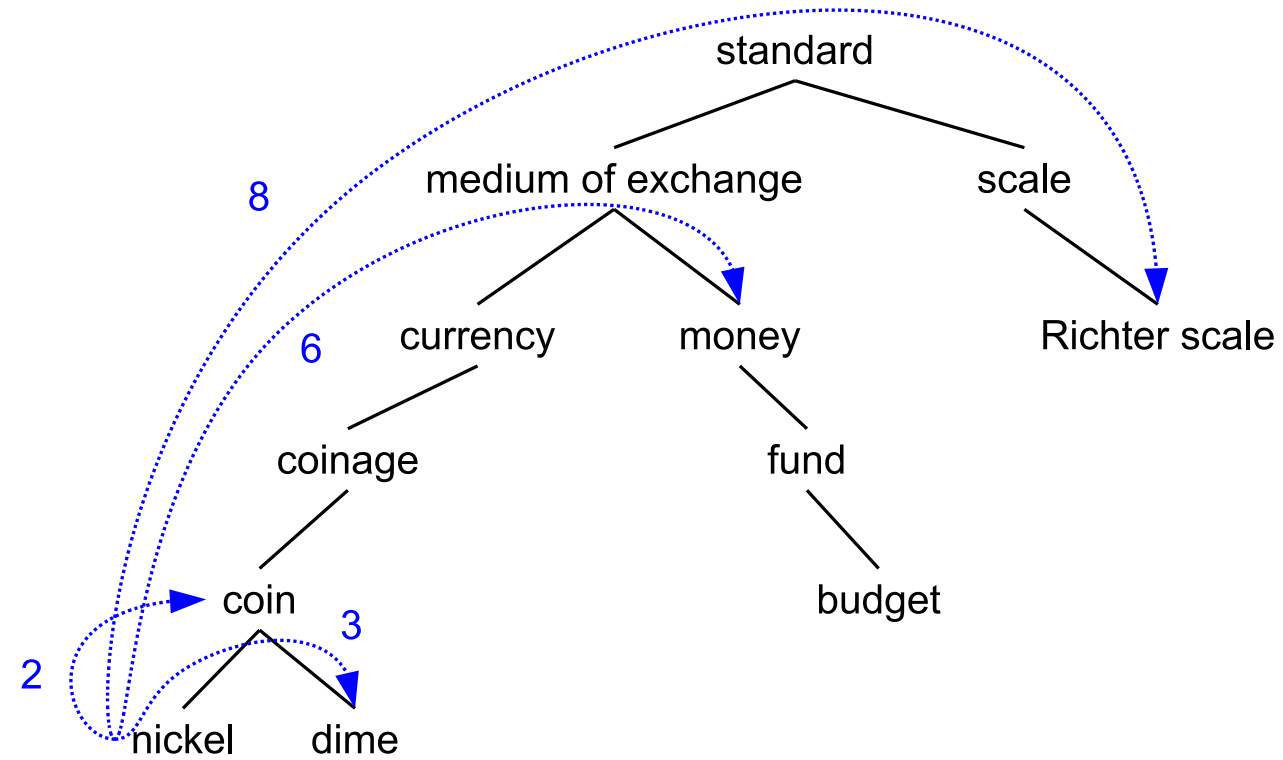 standard
8
medium of exchange
scale
6
currency
money
Richter scale
coinage
fund
coin
3
budget
2
nickel
dime